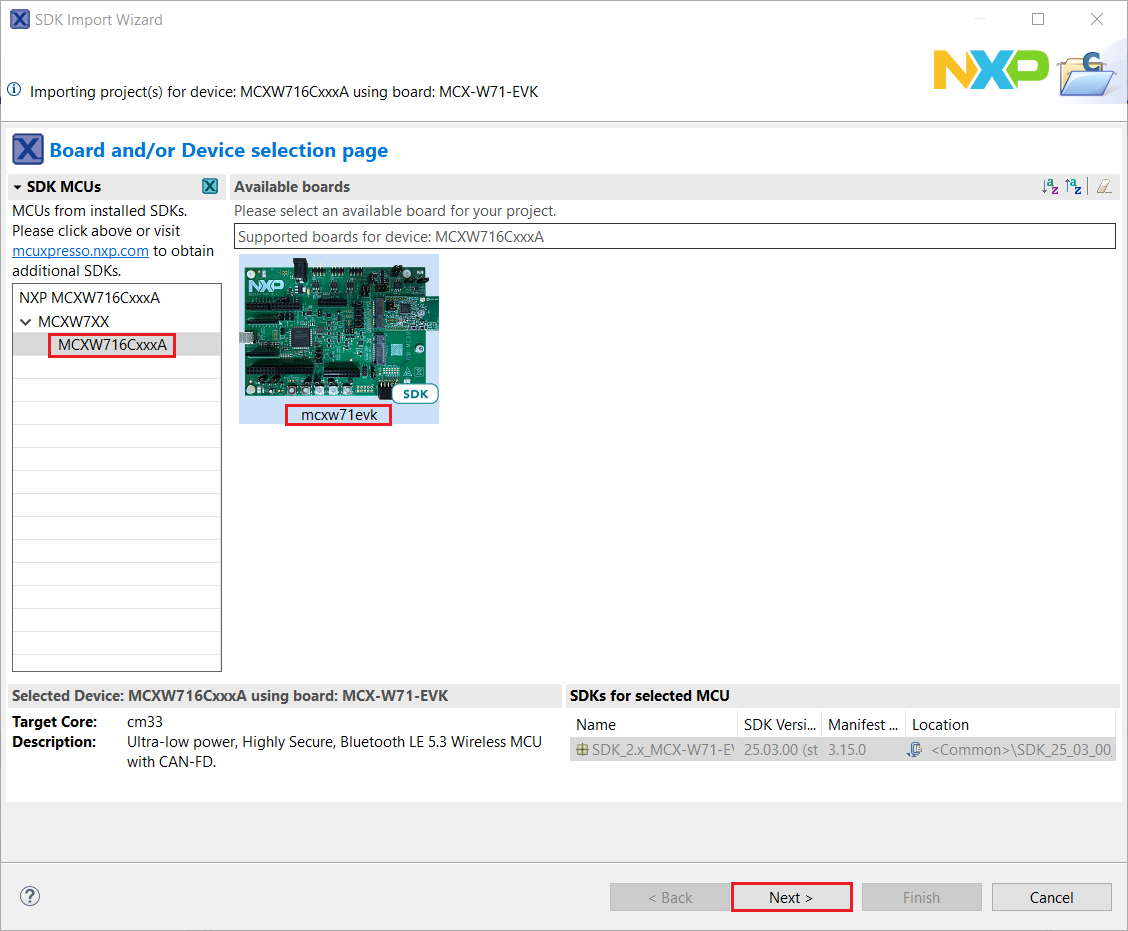 SDK Import Wizard
NXP
Importing project(s) for device: MCXW716CxxxA using board: MCX-W71-EVK
Board and/or Device selection page
SDK MCUs
MCUs from installed SDKs.
Please click above or visit
mcuxpresso.nxp.com to obtain
additional SDKs.
NXP MCXW716CxxxA
MCXW7XX
MCXW716CxxxA
Available boards
Please select an available board for your project.
Supported boards for device: MCXW716CxxxA
NXP
SDK
mcxw71evk
Selected Device: MCXW716CxxxA using board: MCX-W71-EVK
Target Core: cm33
Description: Ultra-low power, Highly Secure, Bluetooth LE 5.3 Wireless MCU
with CAN-FD.
SDKs for selected MCU
Name SDK Versi... Manifest ... Location
SDK_2.x_MCX-W71-EV 25.03.00 (st 3.15.0 <Common>\SDK_25_03_00_
< Back Next > Finish Cancel